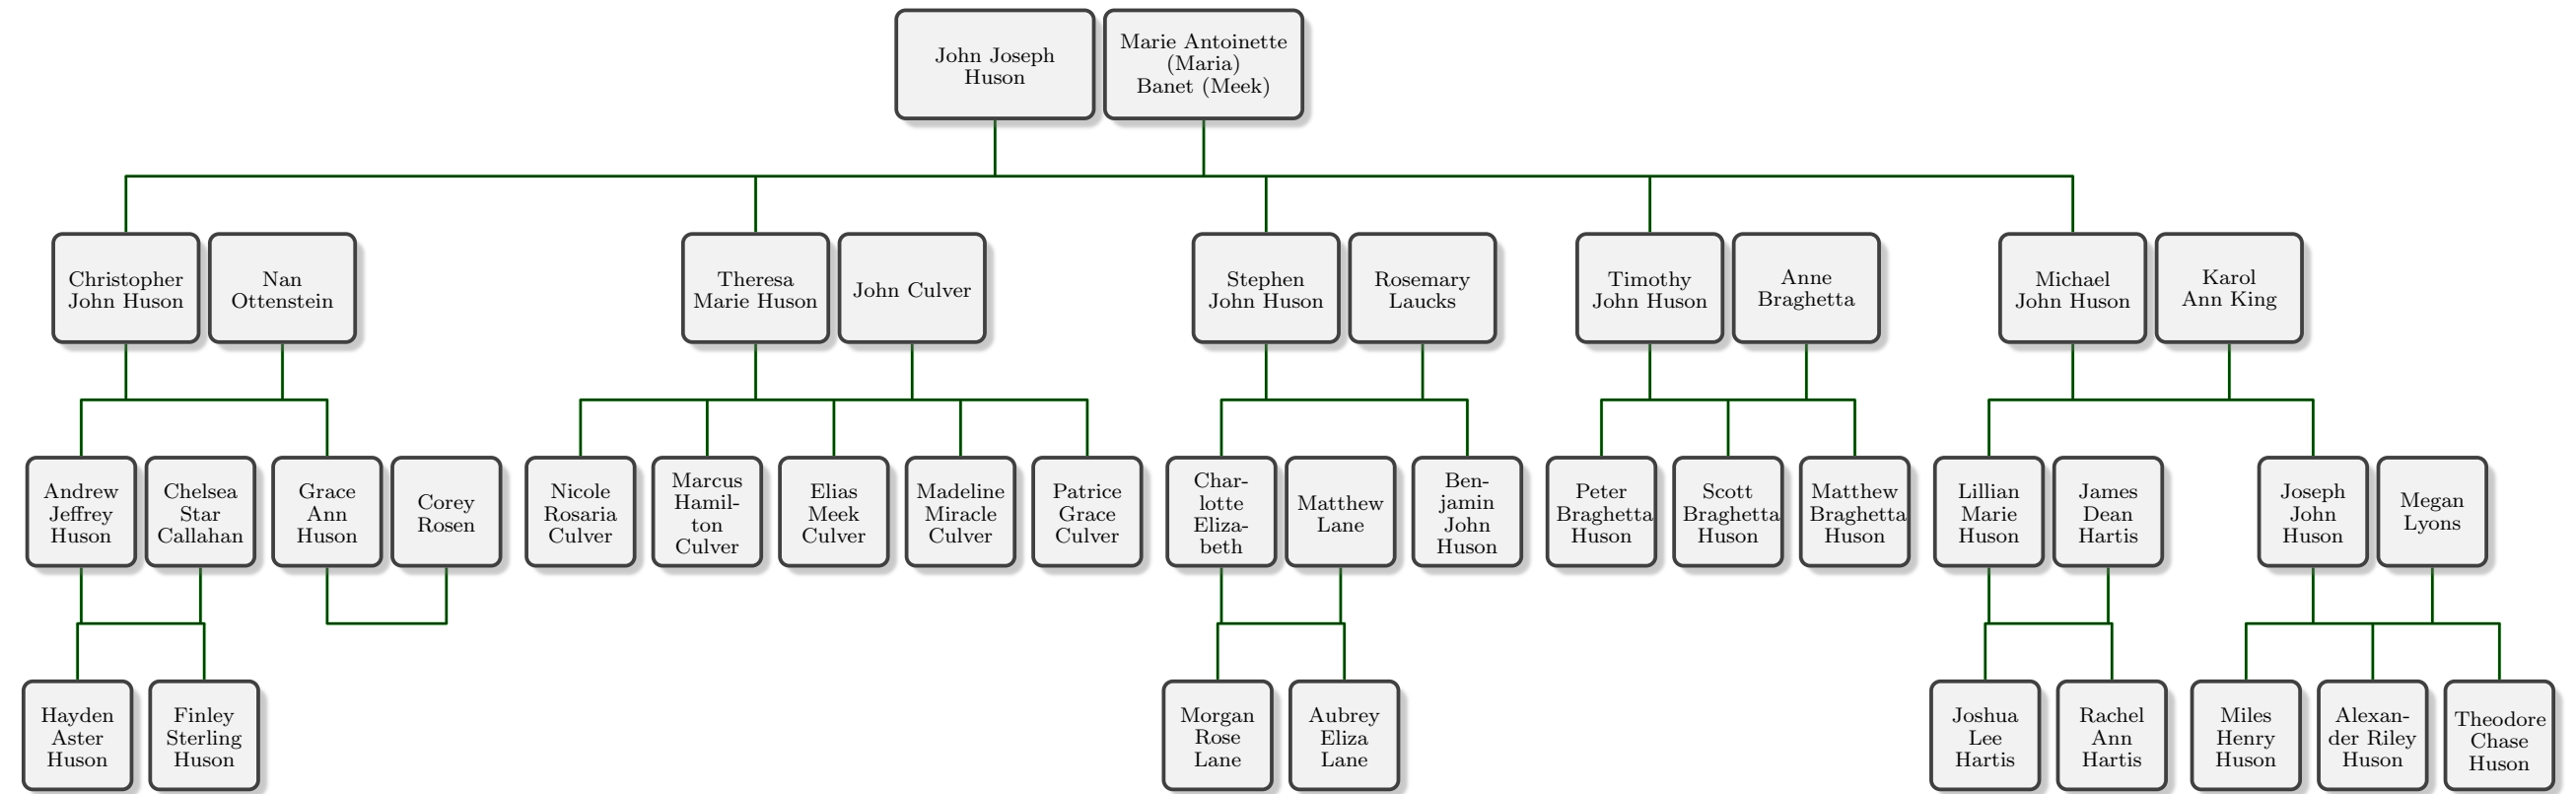 John Joseph
Huson
Marie Antoinette
(Maria)
Banet (Meek)
Christopher
John Huson
Nan
Ottenstein
Theresa
Marie Huson
John Culver
Stephen
John Huson
Rosemary
Laucks
Timothy
John Huson
Anne
Braghetta
Michael
John Huson
Karol
Ann King
Andrew
Jeffrey
Huson
Chelsea
Star
Callahan
Grace
Ann
Huson
Corey
Rosen
Nicole
Rosaria
Culver
Marcus
Hamil-
ton
Culver
Elias
Meek
Culver
Madeline
Miracle
Culver
Patrice
Grace
Culver
Char-
lotte
Eliza-
beth
Matthew
Lane
Ben-
jamin
John
Huson
Peter
Braghetta
Huson
Scott
Braghetta
Huson
Matthew
Braghetta
Huson
Lillian
Marie
Huson
James
Dean
Hartis
Joseph
John
Huson
Megan
Lyons
Hayden
Aster
Huson
Finley
Sterling
Huson
Morgan
Rose
Lane
Aubrey
Eliza
Lane
Joshua
Lee
Hartis
Rachel
Ann
Hartis
Miles
Henry
Huson
Alexan-
der Riley
Huson
Theodore
Chase
Huson